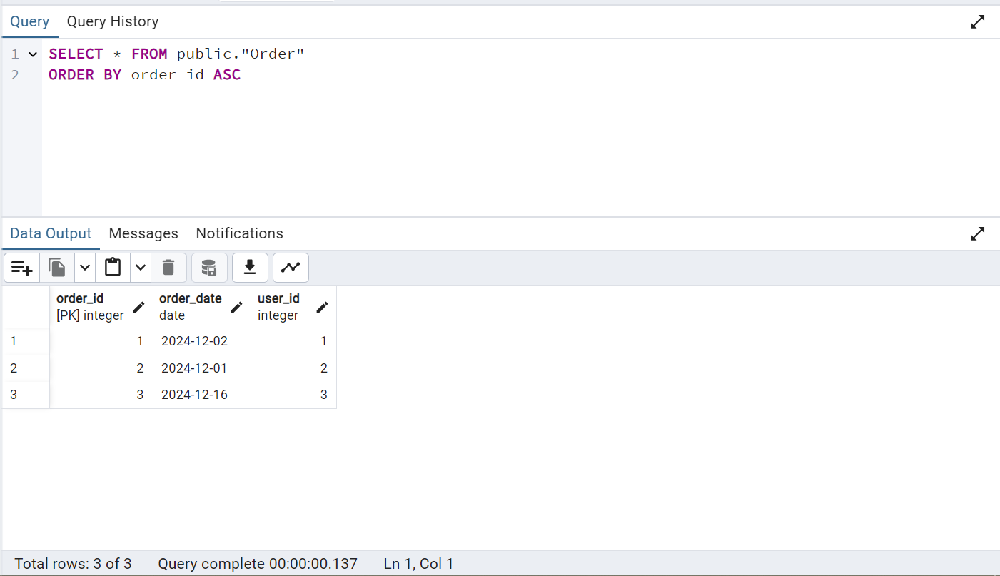 Query Query History
1 SELECT * FROM public."Order"
2 ORDER BY order_id ASC
Data Output Messages Notifications
order_id order_date user_id
[PK] integer date integer
1 1 2024-12-02 1
2 2 2024-12-01 2
3 3 2024-12-16 3
Total rows: 3 of 3 Query complete 00:00:00.137 Ln 1, Col 1